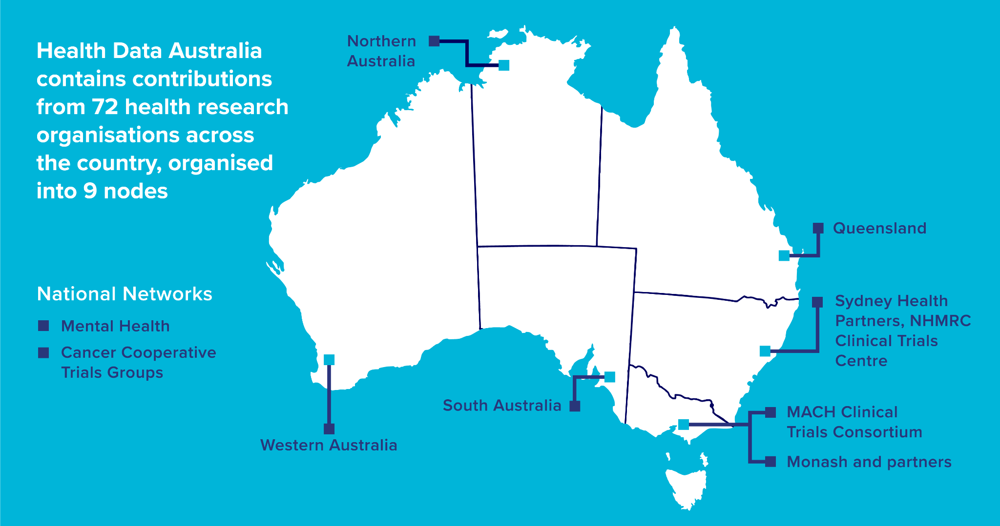 Health Data Australia
contains contributions
from 72 health research
organisations across
the country, organised
into 9 nodes
National Networks
Mental Health
Cancer Cooperative
Trials Groups
Northern
Australia
Queensland
Sydney Health
Partners, NHMRC
Clinical Trials
Centre
South Australia
MACH Clinical
Trials Consortium
Monash and partners
Western Australia